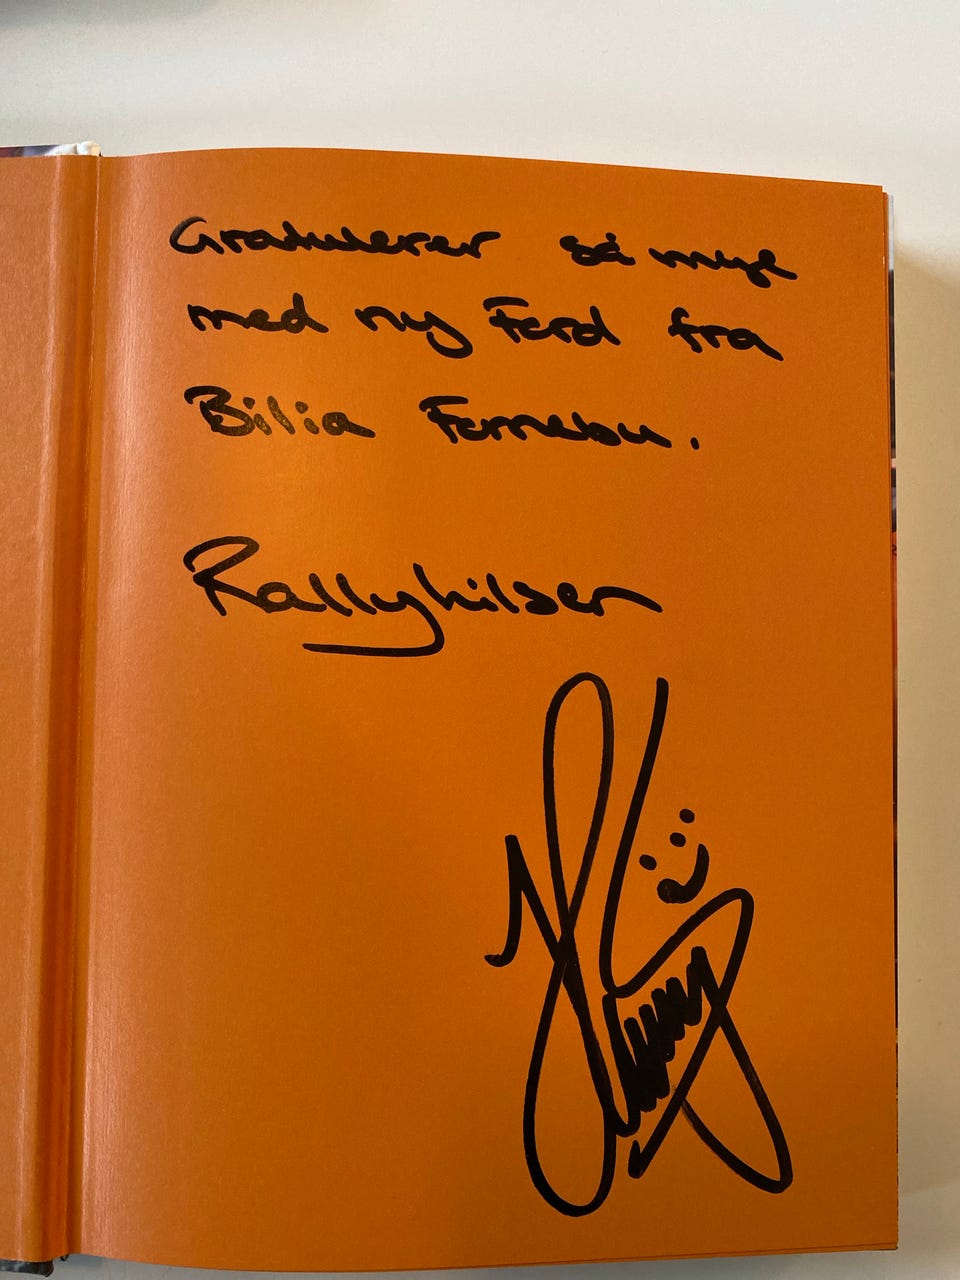 Gratulerer så mye
med ny Ford fra
Bilia Fornebu.
Rallyhilsen